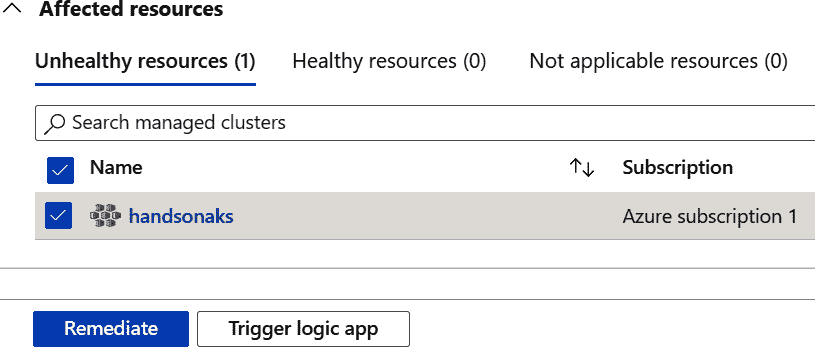 Affected resources
Unhealthy resources (1) Healthy resources (0) Not applicable resources (0)
Search managed clusters
Name Subscription
handsonaks Azure subscription 1
Remediate Trigger logic app